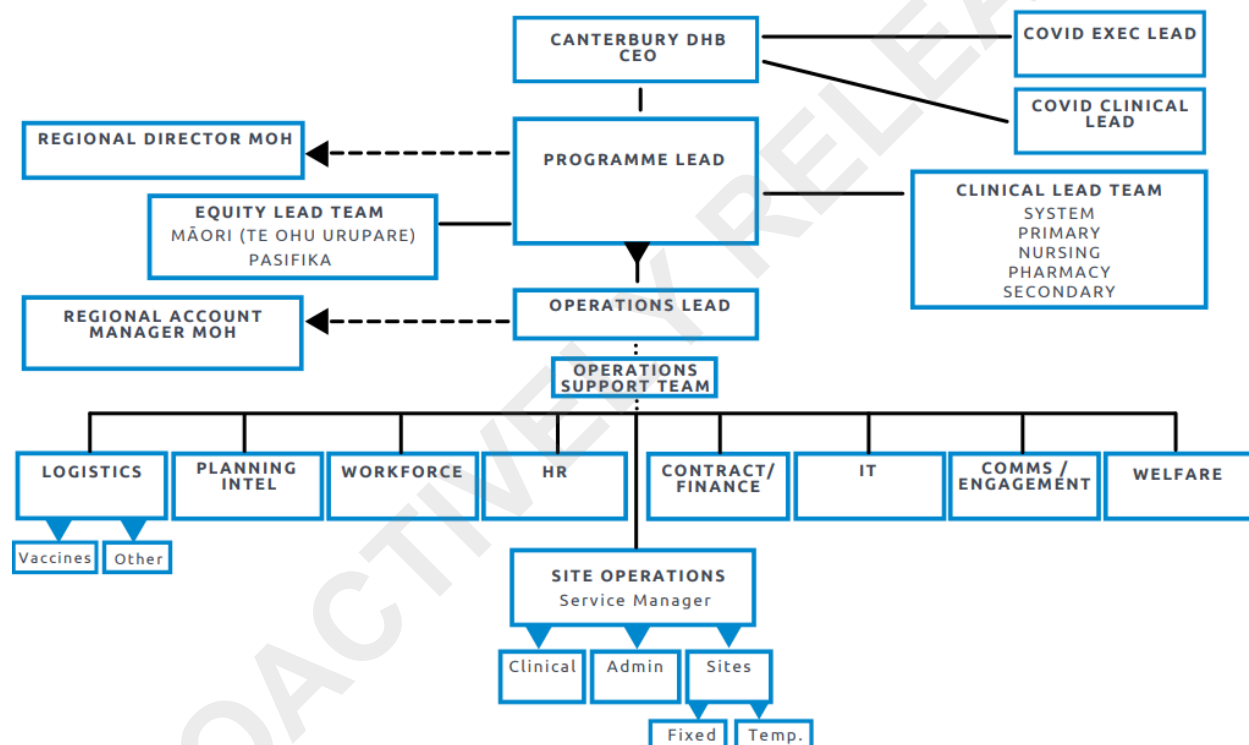 CANTERBURY DHB
CEO
COVID EXEC LEAD
COVID CLINICAL
LEAD
REGIONAL DIRECTOR MOH
PROGRAMME LEAD
EQUITY LEAD TEAM
MĀORI (TE OHU URUPARE)
PASIFIKA
CLINICAL LEAD TEAM
SYSTEM
PRIMARY
NURSING
PHARMACY
SECONDARY
REGIONAL ACCOUNT
MANAGER MOH
OPERATIONS LEAD
OPERATIONS
SUPPORT TEAM
LOGISTICS
PLANNING
INTEL
WORKFORCE
HR
CONTRACT/
FINANCE
IT
COMMS /
ENGAGEMENT
WELFARE
Vaccines
Other
SITE OPERATIONS
Service Manager
Clinical
Admin
Sites
Fixed
Temp.
OACTIVELY RELEA